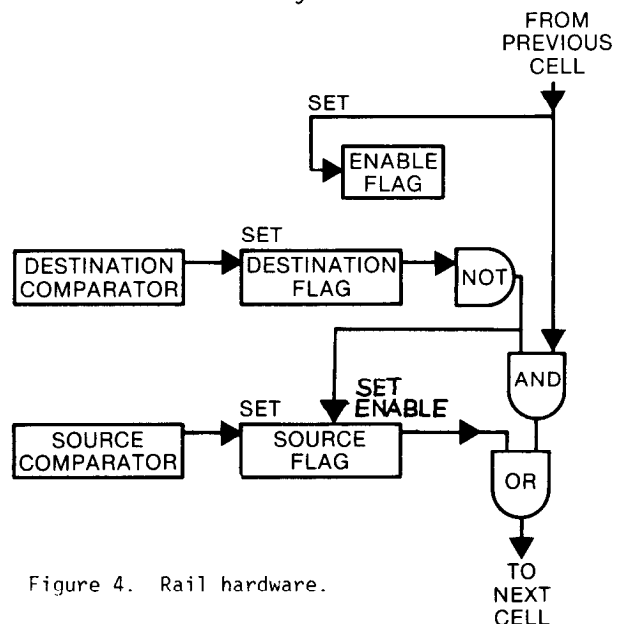 FROM
PREVIOUS
CELL
SET
ENABLE
FLAG
SET
DESTINATION
COMPARATOR
DESTINATION
FLAG
NOT
AND
SET
ENABLE
SET
SOURCE
COMPARATOR
SOURCE
FLAG
OR
Figure 4. Rail hardware.
TO
NEXT
CELL